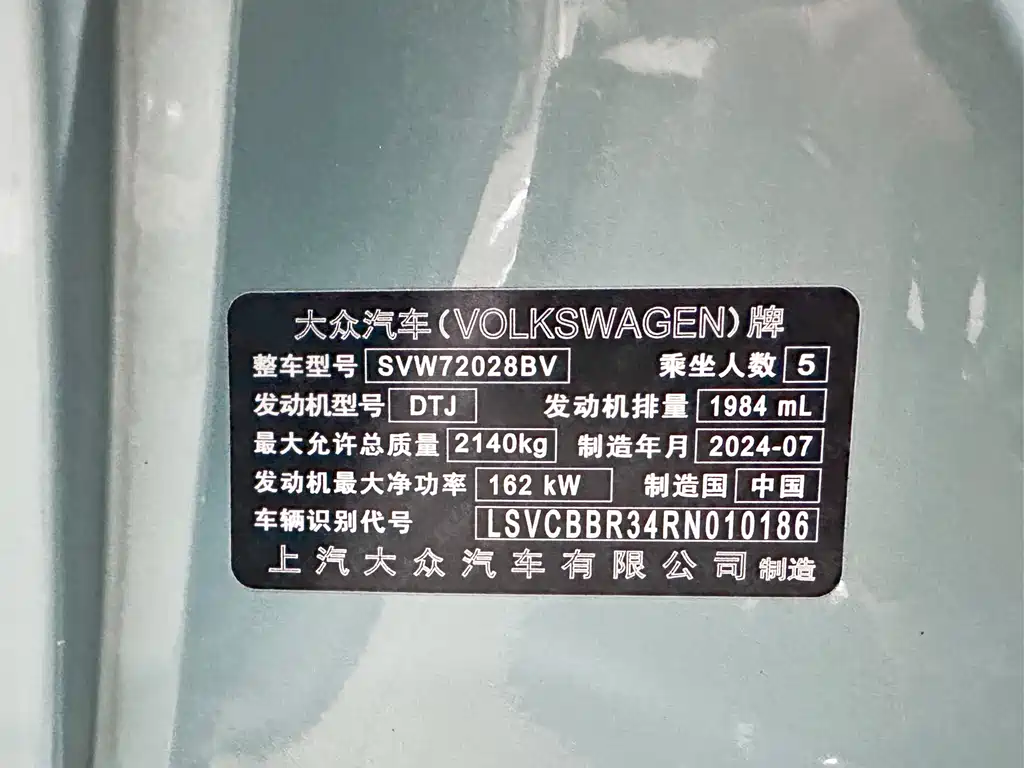 大众汽车(VOLKSWAGEN)牌
整车型号 SVW72028BV 乘坐人数 5
发动机型号 DTJ 发动机排量 1984 mL
最大允许总质量 2140kg 制造年月 2024-07
发动机最大净功率 162 kW 制造国 中国
车辆识别代号 LSVCBBR34RN010186
上汽大众汽车有限公司 制造